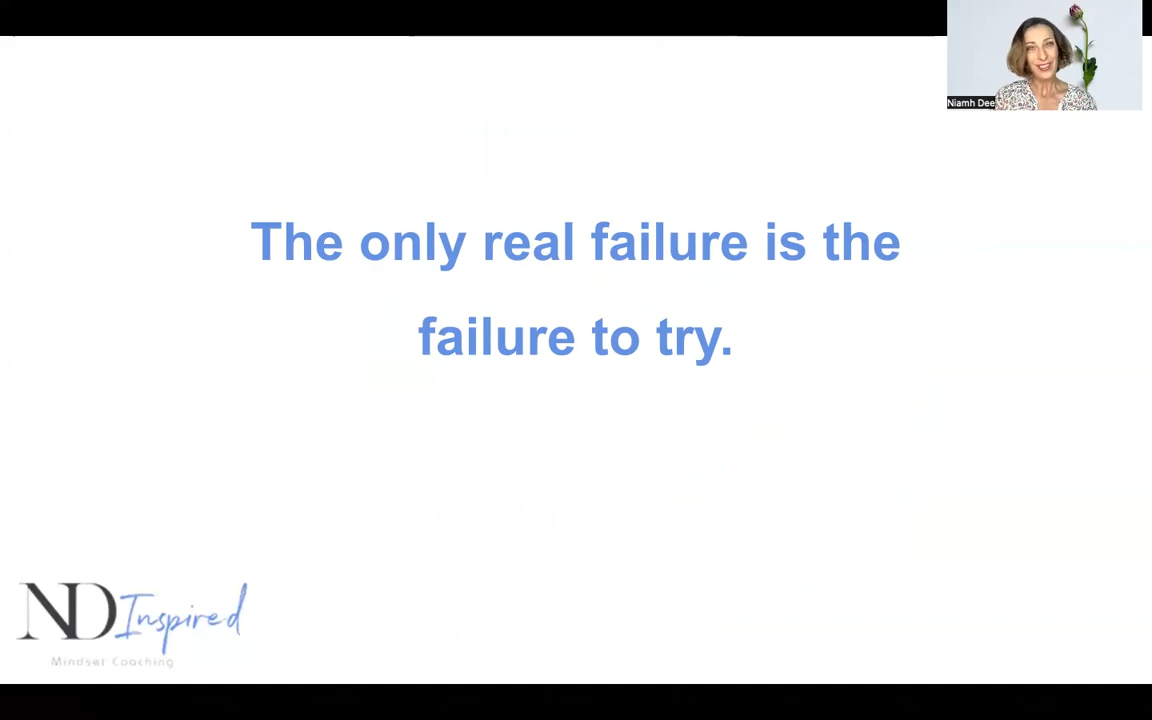 Niamh Dee
The only real failure is the
failure to try.
ND Inspired
Mindset Coaching